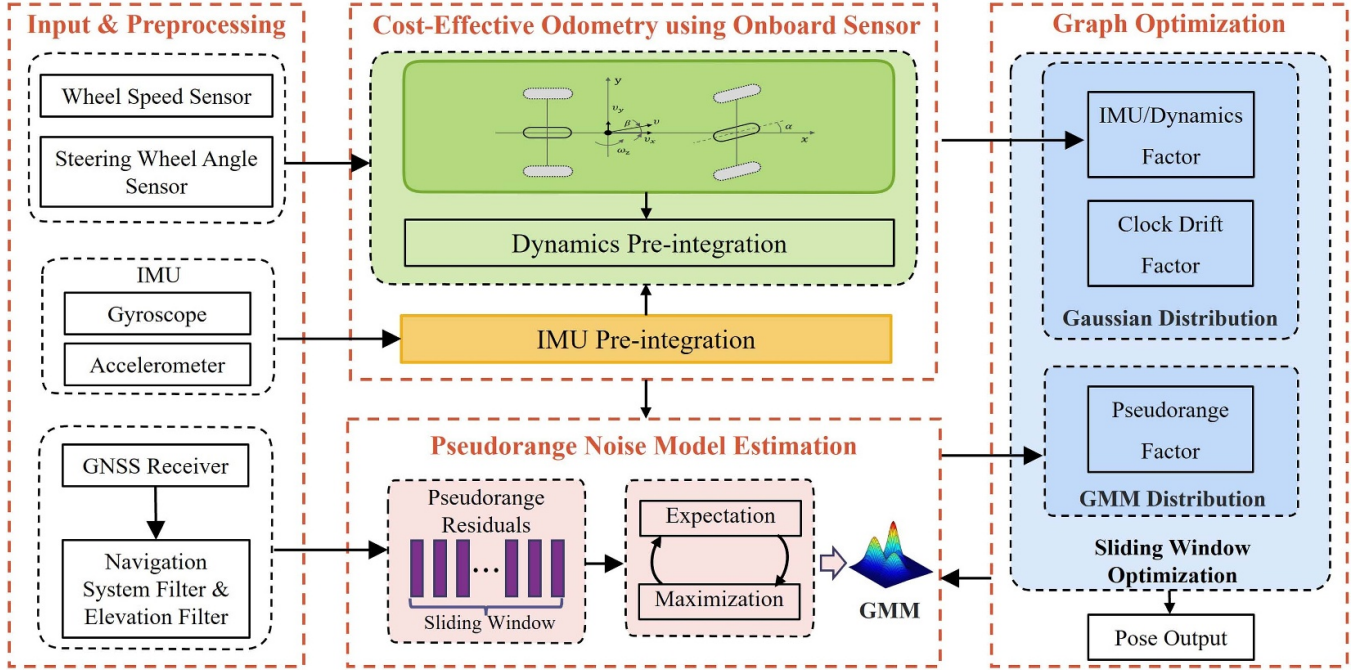 Input & Preprocessing
Wheel Speed Sensor
Steering Wheel Angle
Sensor
IMU
Gyroscope
Accelerometer
GNSS Receiver
Navigation
System Filter &
Elevation Filter
Cost-Effective Odometry using Onboard Sensor
y
v_y
β
v
v_x
ω_z
α
x
Dynamics Pre-integration
IMU Pre-integration
Pseudorange Noise Model Estimation
Pseudorange
Residuals
...
Sliding Window
Expectation
Maximization
GMM
Graph Optimization
IMU/Dynamics
Factor
Clock Drift
Factor
Gaussian Distribution
Pseudorange
Factor
GMM Distribution
Sliding Window
Optimization
Pose Output